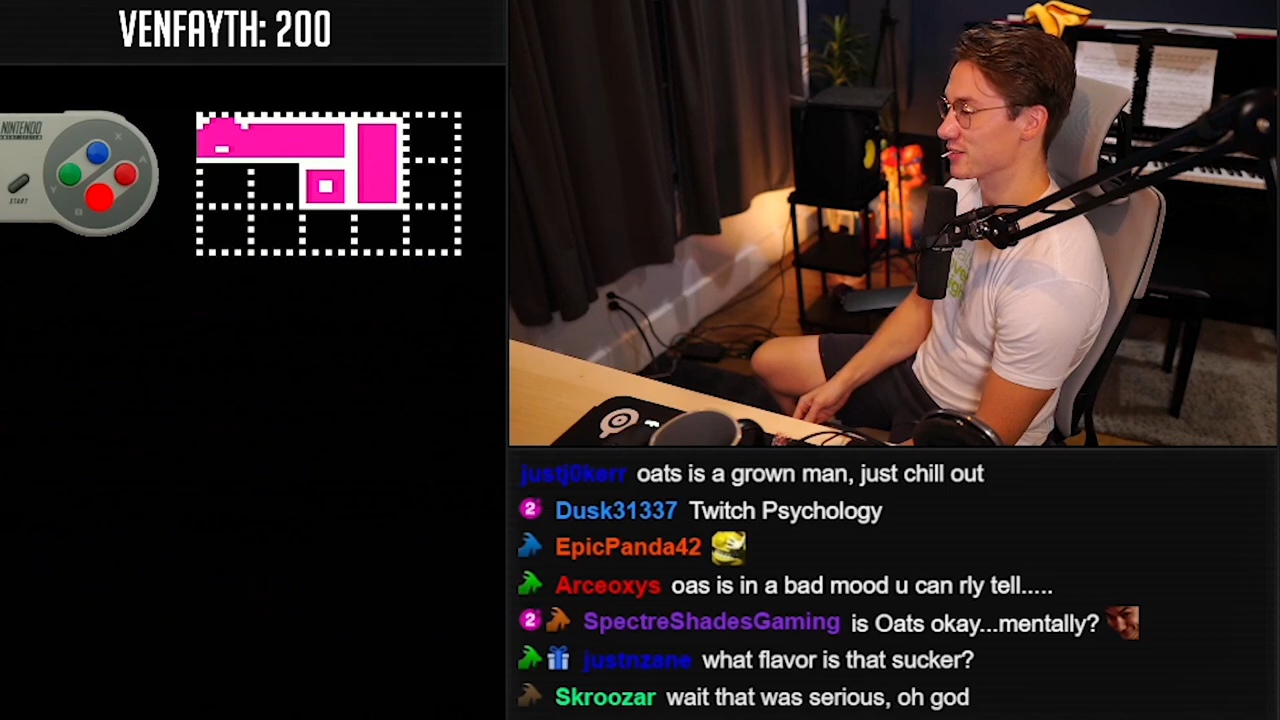 VENFAYTH: 200
NINTENDO
START
X
A
Y
B
justj0kerr oats is a grown man, just chill out
2 Dusk31337 Twitch Psychology
EpicPanda42
Arceoxys oas is in a bad mood u can rly tell.....
2 SpectreShadesGaming is Oats okay...mentally?
justnzane what flavor is that sucker?
Skroozar wait that was serious, oh god